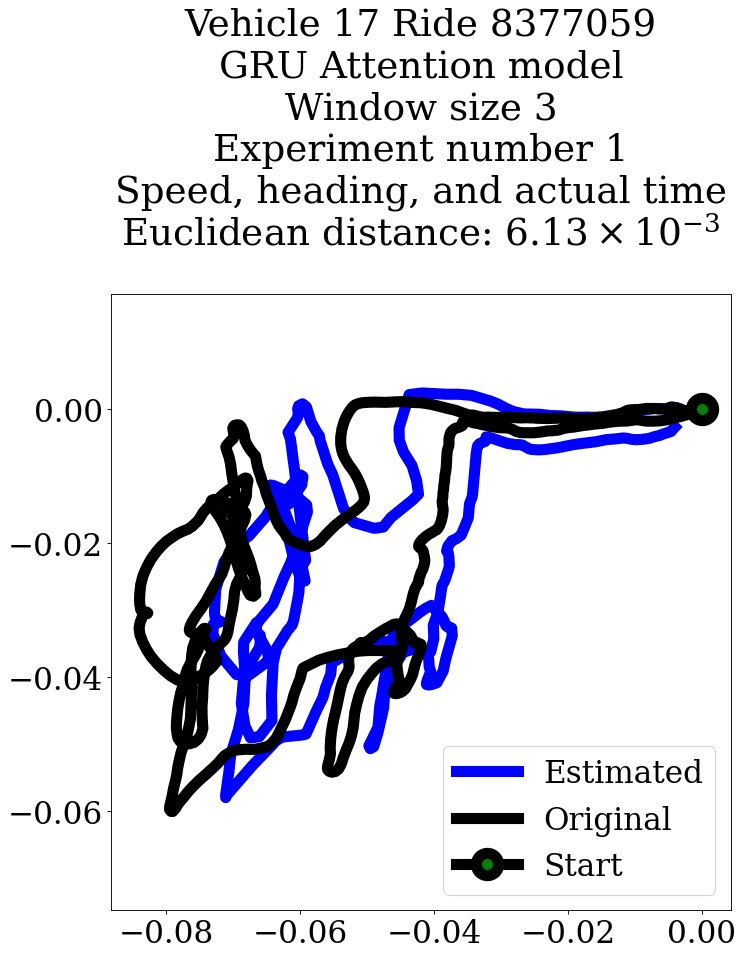 Vehicle 17 Ride 8377059
GRU Attention model
Window size 3
Experiment number 1
Speed, heading, and actual time
Euclidean distance: 6.13 × 10⁻³
0.00
−0.02
−0.04
−0.06
Estimated
Original
Start
−0.08 −0.06 −0.04 −0.02 0.00